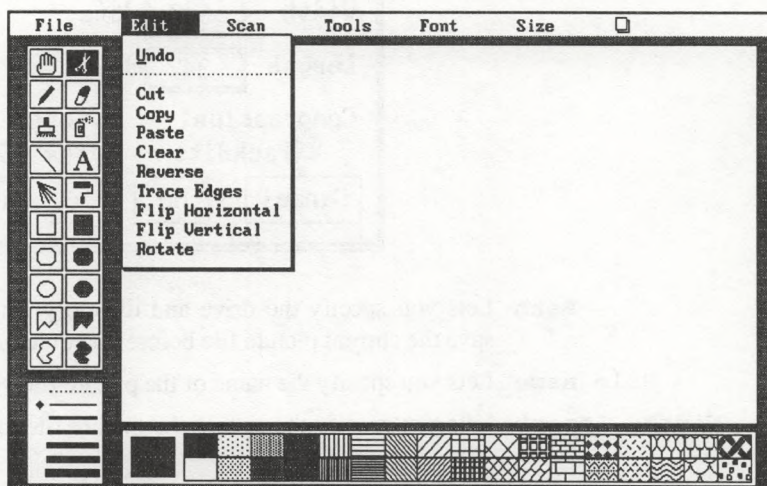 File Edit Scan Tools Font Size
Undo
Cut
Copy
Paste
Clear
Reverse
Trace Edges
Flip Horizontal
Flip Vertical
Rotate
A